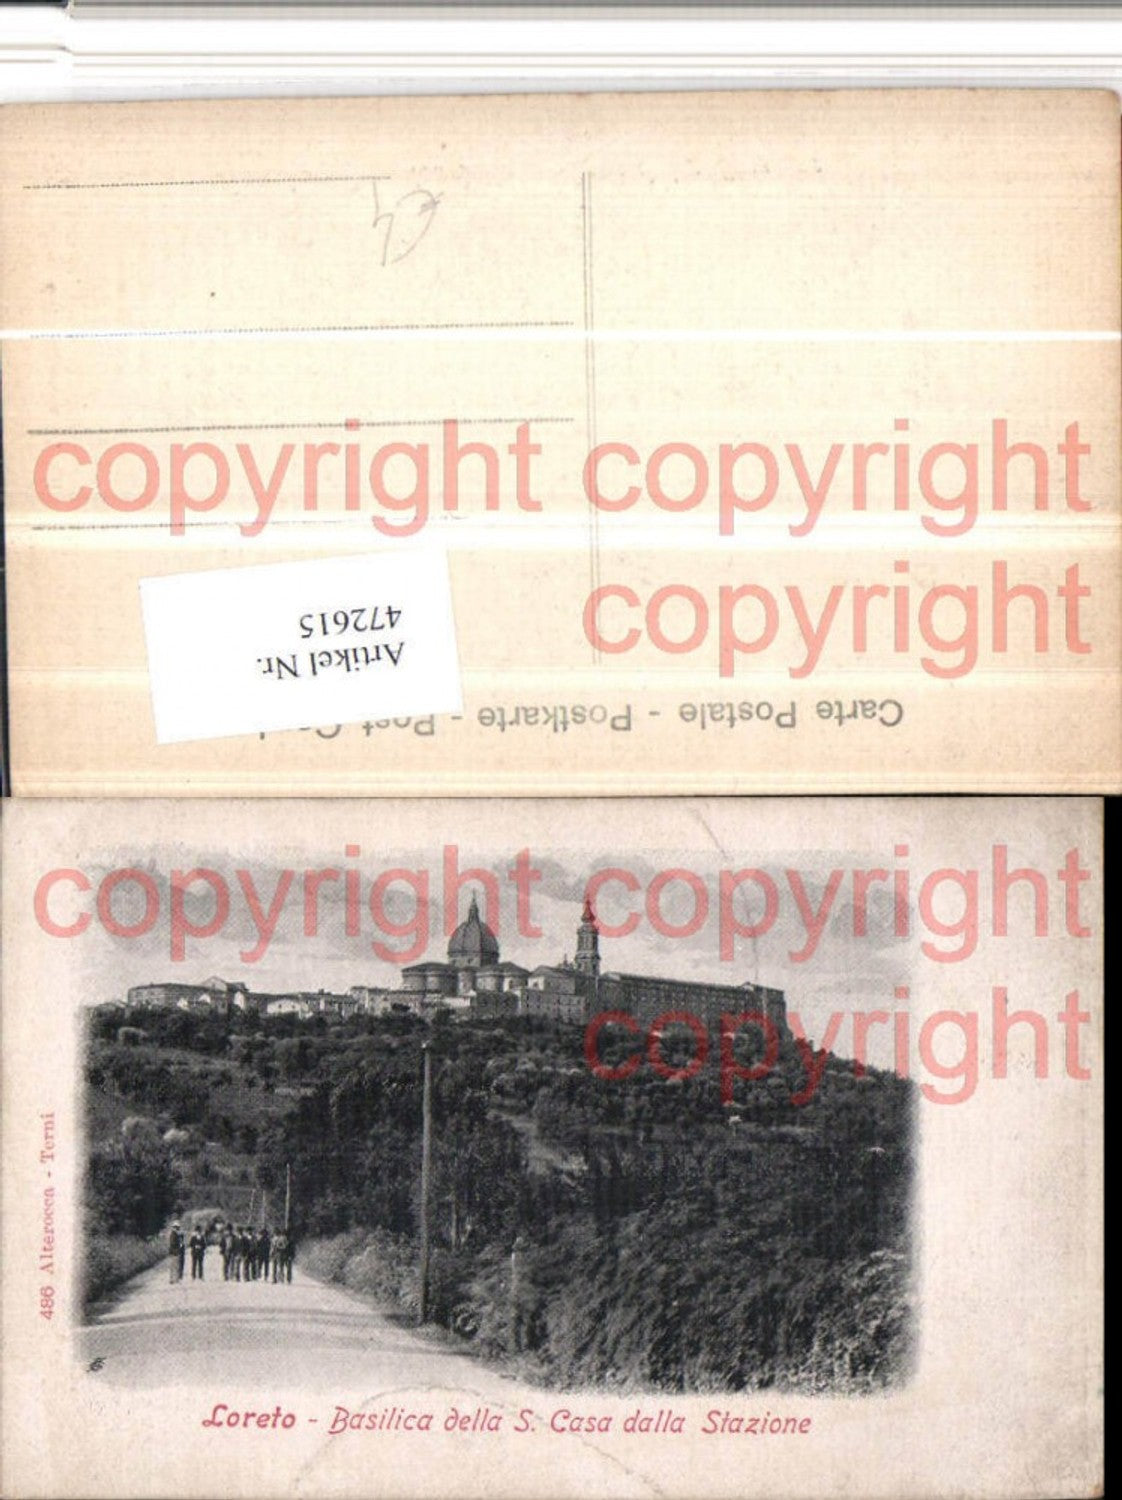 €4
copyright copyright
copyright
Artikel Nr.
472615
Carte Postale - Postkarte - Post
copyright copyright
copyright
486 Alterocca - Terni
Loreto - Basilica della S. Casa dalla Stazione